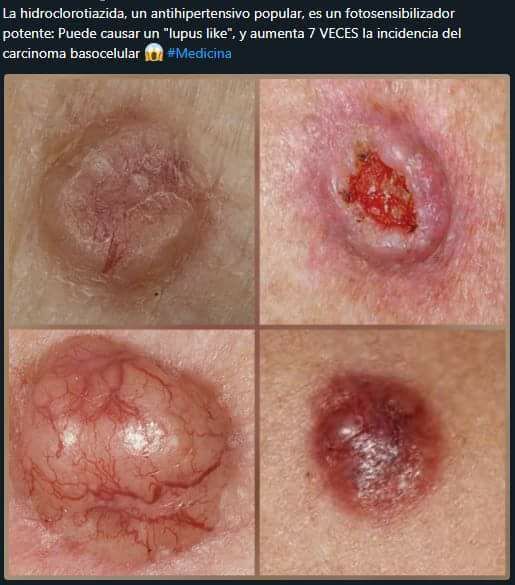 La hidroclorotiazida, un antihipertensivo popular, es un fotosensibilizador
potente: Puede causar un "lupus like", y aumenta 7 VECES la incidencia del
carcinoma basocelular 😱 #Medicina